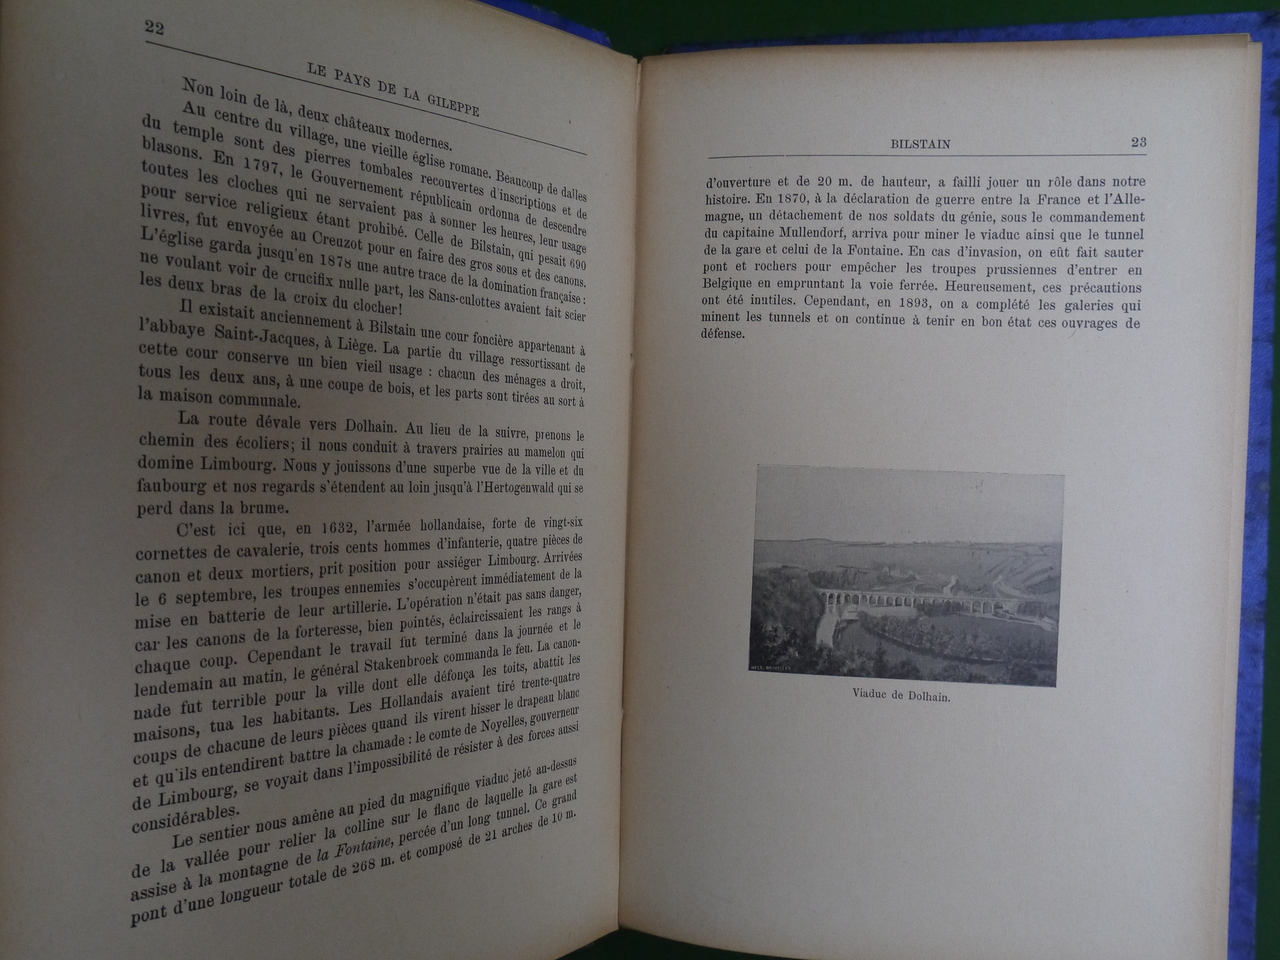 22
LE PAYS DE LA GILEPPE
Non loin de là, deux châteaux modernes.
Au centre du village, une vieille église romane. Beaucoup de dalles
du temple sont des pierres tombales recouvertes d'inscriptions et de
blasons. En 1797, le Gouvernement républicain ordonna de descendre
toutes les cloches qui ne servaient pas à sonner les heures, leur usage
pour service religieux étant prohibé. Celle de Bilstain, qui pesait 690
livres, fut envoyée au Creuzot pour en faire des gros sous et des canons.
L'église garda jusqu'en 1878 une autre trace de la domination française :
ne voulant voir de crucifix nulle part, les Sans-culottes avaient fait scier
les deux bras de la croix du clocher!
Il existait anciennement à Bilstain une cour foncière appartenant à
l'abbaye Saint-Jacques, à Liège. La partie du village ressortissant de
cette cour conserve un bien vieil usage : chacun des ménages a droit,
tous les deux ans, à une coupe de bois, et les parts sont tirées au sort à
la maison communale.
La route dévale vers Dolhain. Au lieu de la suivre, prenons le
chemin des écoliers; il nous conduit à travers prairies au mamelon qui
domine Limbourg. Nous y jouissons d'une superbe vue de la ville et du
faubourg et nos regards s'étendent au loin jusqu'à l'Hertogenwald qui se
perd dans la brume.
C'est ici que, en 1632, l'armée hollandaise, forte de vingt-six
cornettes de cavalerie, trois cents hommes d'infanterie, quatre pièces de
canon et deux mortiers, prit position pour assiéger Limbourg. Arrivées
le 6 septembre, les troupes ennemies s'occupèrent immédiatement de la
mise en batterie de leur artillerie. L'opération n'était pas sans danger,
car les canons de la forteresse, bien pointés, éclaircissaient les rangs à
chaque coup. Cependant le travail fut terminé dans la journée et le
lendemain au matin, le général Stakenbroek commanda le feu. La canon-
nade fut terrible pour la ville dont elle défonça les toits, abattit les
maisons, tua les habitants. Les Hollandais avaient tiré trente-quatre
coups de chacune de leurs pièces quand ils virent hisser le drapeau blanc
et qu'ils entendirent battre la chamade : le comte de Noyelles, gouverneur
de Limbourg, se voyait dans l'impossibilité de résister à des forces aussi
considérables.
Le sentier nous amène au pied du magnifique viaduc jeté au-dessus
de la vallée pour relier la colline sur le flanc de laquelle la gare est
assise à la montagne de la Fontaine, percée d'un long tunnel. Ce grand
pont d'une longueur totale de 268 m. et composé de 21 arches de 10 m.
BILSTAIN 23
d'ouverture et de 20 m. de hauteur, a failli jouer un rôle dans notre
histoire. En 1870, à la déclaration de guerre entre la France et l'Alle-
magne, un détachement de nos soldats du génie, sous le commandement
du capitaine Mullendorf, arriva pour miner le viaduc ainsi que le tunnel
de la gare et celui de la Fontaine. En cas d'invasion, on eût fait sauter
pont et rochers pour empêcher les troupes prussiennes d'entrer en
Belgique en empruntant la voie ferrée. Heureusement, ces précautions
ont été inutiles. Cependant, en 1893, on a complété les galeries qui
minent les tunnels et on continue à tenir en bon état ces ouvrages de
défense.
Viaduc de Dolhain.